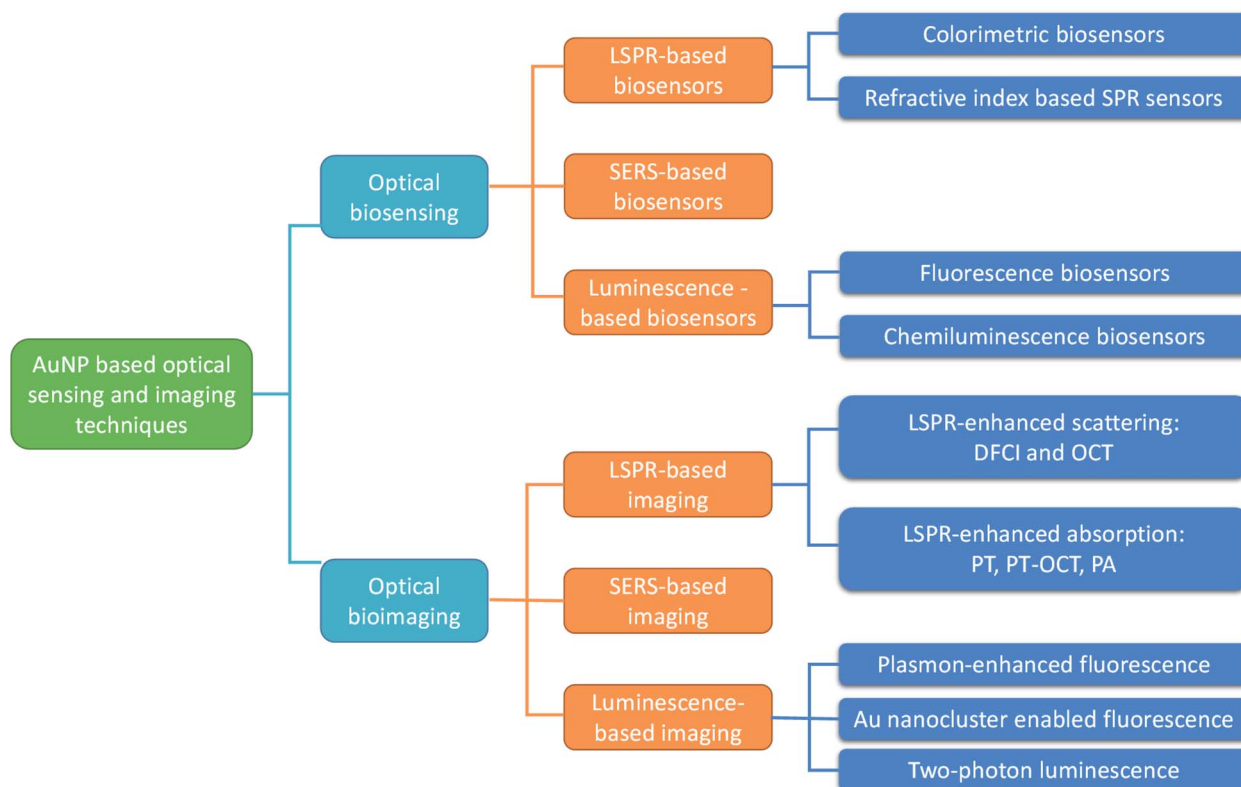 AuNP based optical
sensing and imaging
techniques
Optical
biosensing
LSPR-based
biosensors
Colorimetric biosensors
Refractive index based SPR sensors
SERS-based
biosensors
Luminescence -
based biosensors
Fluorescence biosensors
Chemiluminescence biosensors
Optical
bioimaging
LSPR-based
imaging
LSPR-enhanced scattering:
DFCI and OCT
LSPR-enhanced absorption:
PT, PT-OCT, PA
SERS-based
imaging
Luminescence-
based imaging
Plasmon-enhanced fluorescence
Au nanocluster enabled fluorescence
Two-photon luminescence